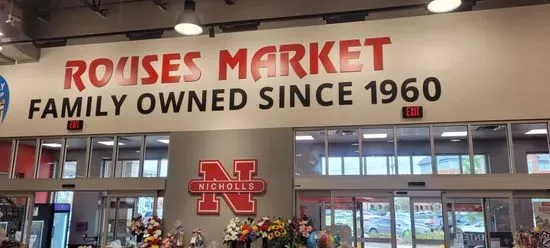 ROUSES MARKET
FAMILY OWNED SINCE 1960
EXIT
EXIT
N
NICHOLLS